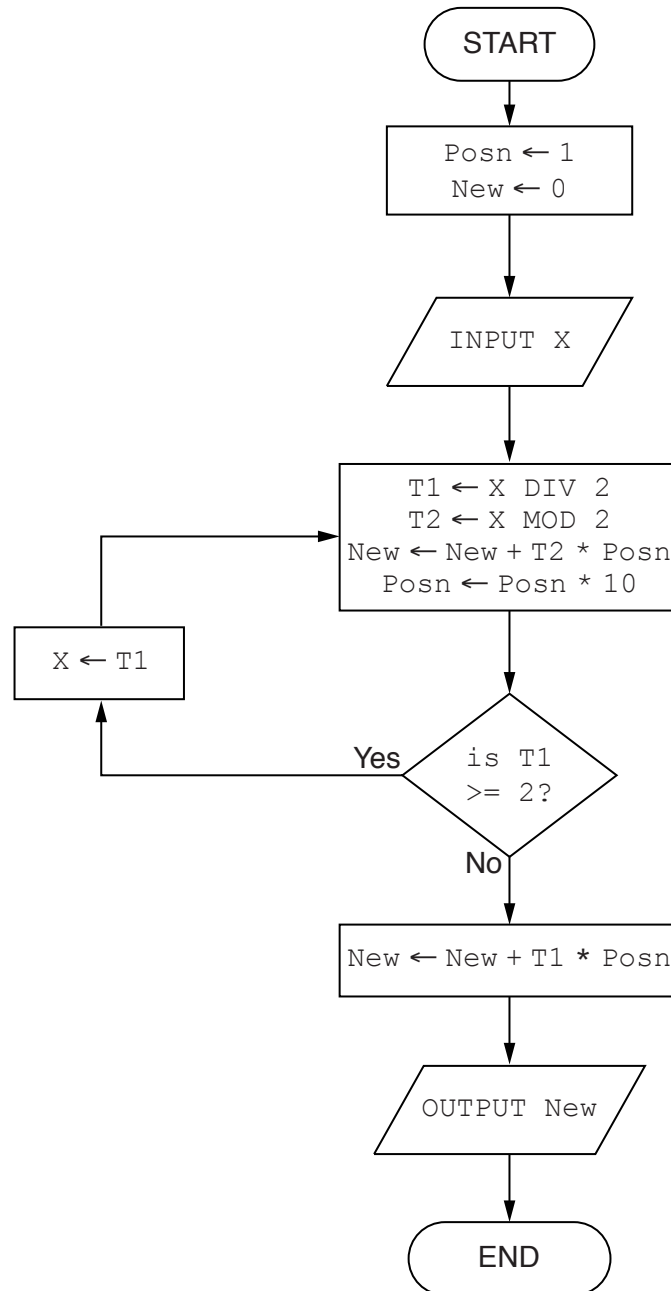 START
Posn ← 1
New ← 0
INPUT X
T1 ← X DIV 2
T2 ← X MOD 2
New ← New + T2 * Posn
Posn ← Posn * 10
X ← T1
Yes
is T1
>= 2?
No
New ← New + T1 * Posn
OUTPUT New
END